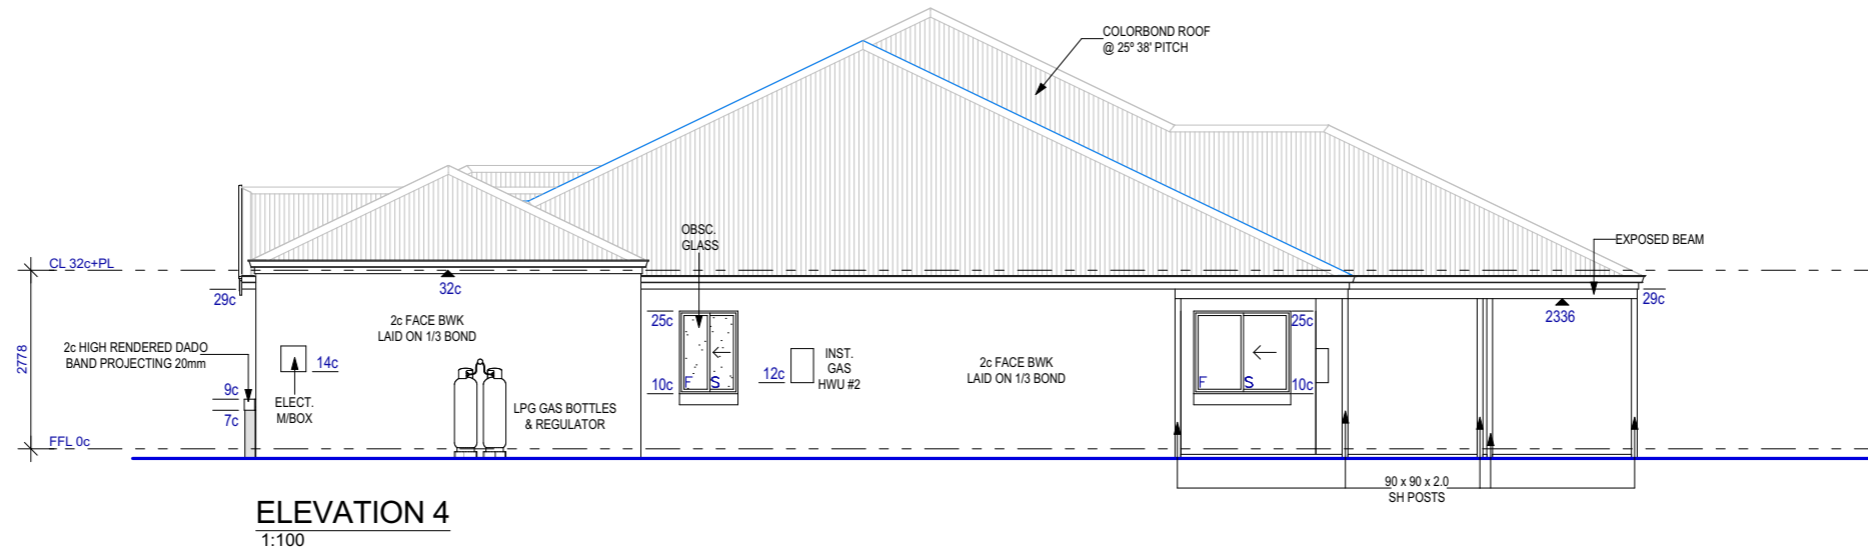 COLORBOND ROOF
@ 25° 38' PITCH
OBSC.
GLASS
EXPOSED BEAM
CL 32c+PL
32c
29c
29c
2336
2c FACE BWK
LAID ON 1/3 BOND
25c
25c
2778
2c HIGH RENDERED DADO
BAND PROJECTING 20mm
14c
12c
INST.
GAS
HWU #2
2c FACE BWK
LAID ON 1/3 BOND
9c
7c
ELECT.
M/BOX
LPG GAS BOTTLES
& REGULATOR
10c
F
S
F
S
10c
FFL 0c
90 x 90 x 2.0
SH POSTS
ELEVATION 4
1:100